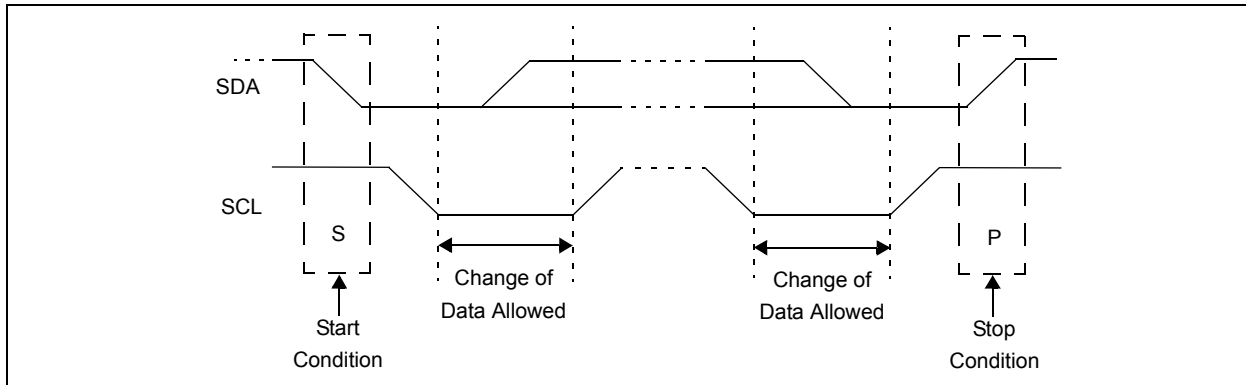 SDA
SCL
S
P
Change of
Data Allowed
Change of
Data Allowed
Start
Condition
Stop
Condition